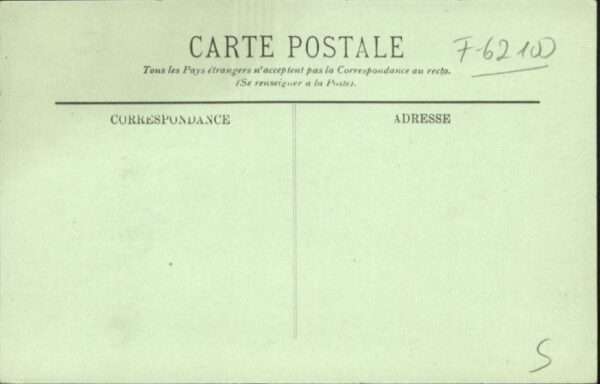 CARTE POSTALE
F-62100
Tous les Pays étrangers n'acceptent pas la Correspondance au recto.
(Se renseigner à la Poste).
CORRESPONDANCE
ADRESSE
S